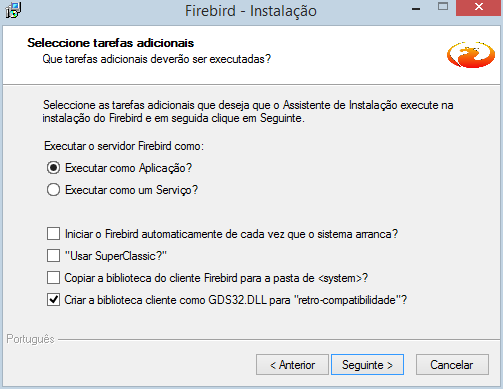 Firebird - Instalação
Seleccione tarefas adicionais
Que tarefas adicionais deverão ser executadas?
Seleccione as tarefas adicionais que deseja que o Assistente de Instalação execute na
instalação do Firebird e em seguida clique em Seguinte.
Executar o servidor Firebird como:
Executar como Aplicação?
Executar como um Serviço?
Iniciar o Firebird automaticamente de cada vez que o sistema arranca?
"Usar SuperClassic?"
Copiar a biblioteca do cliente Firebird para a pasta de <system>?
Criar a biblioteca cliente como GDS32.DLL para "retro-compatibilidade"?
Português
< Anterior
Seguinte >
Cancelar